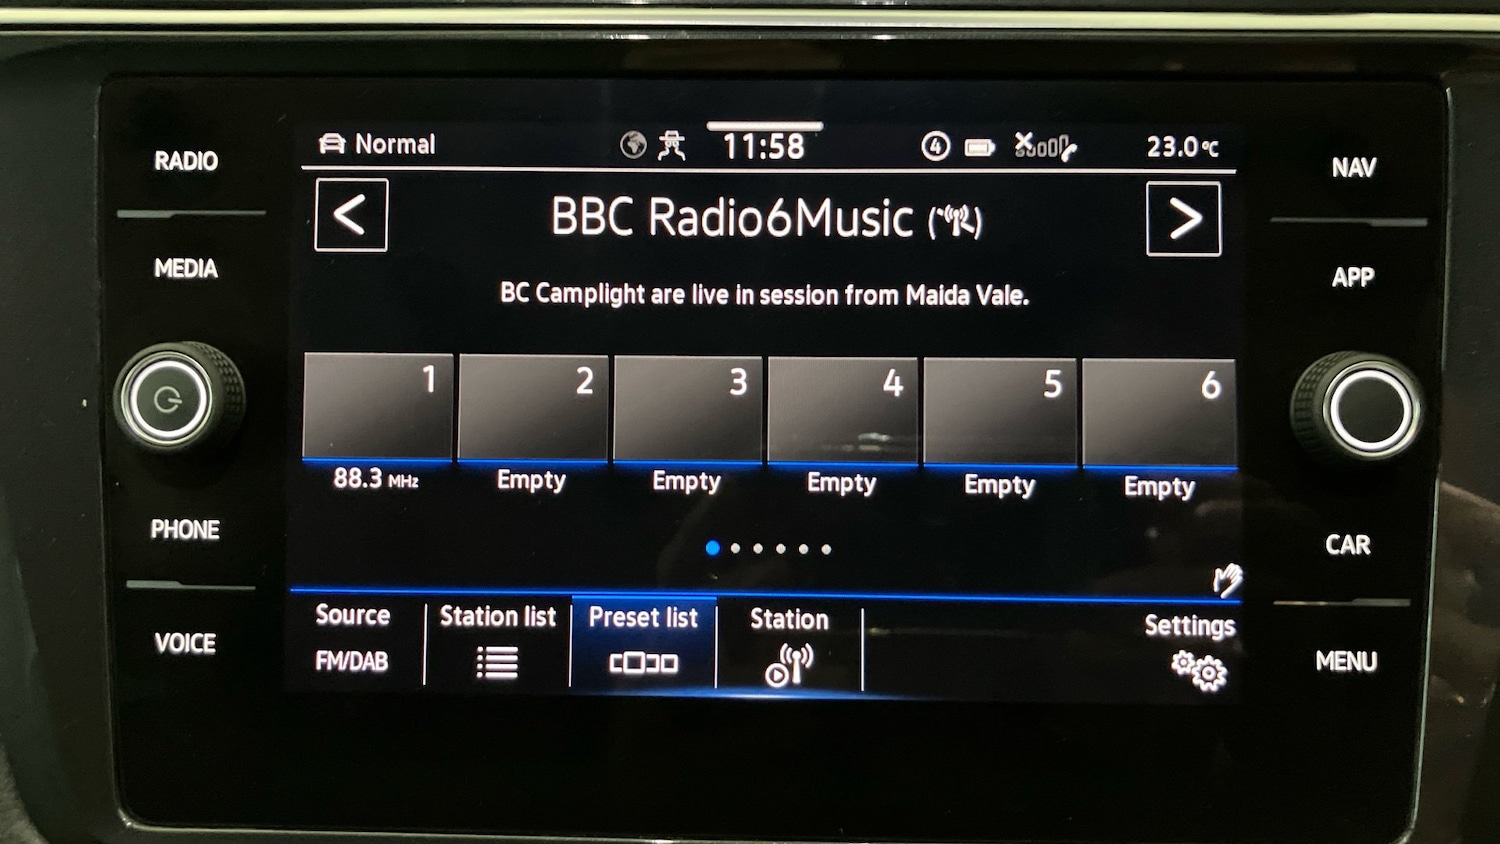 Normal
11:58
4
23.0°C
RADIO
MEDIA
PHONE
VOICE
<
BBC Radio6Music
>
BC Camplight are live in session from Maida Vale.
1 2 3 4 5 6
88.3 MHz Empty Empty Empty Empty Empty
Source Station list Preset list Station Settings
FM/DAB
NAV
APP
CAR
MENU